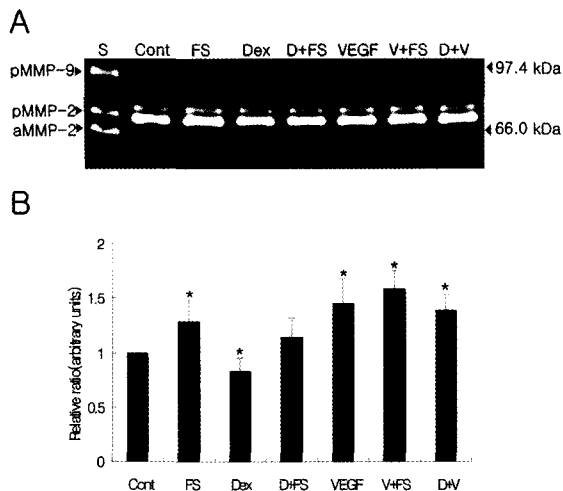 A
S Cont FS Dex D+FS VEGF V+FS D+V
pMMP-9
97.4 kDa
pMMP-2
aMMP-2
66.0 kDa
B
Relative ratio(arbitrary units)
2
1.5
1
0.5
0
* * * * *
Cont FS Dex D+FS VEGF V+FS D+V